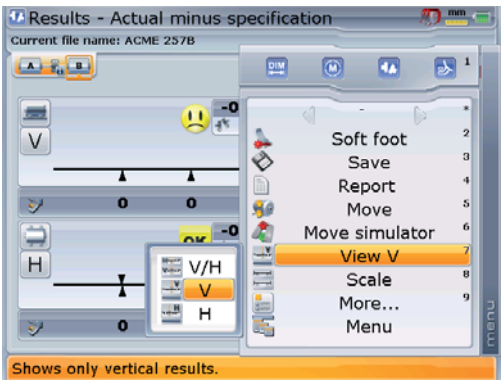 Results - Actual minus specification
mm
Current file name: ACME 257B
A
B
DIM
M
1
-0
- *
V
Soft foot 2
Save 3
Report 4
0 0
Move 5
-0
Move simulator 6
OK
V/H
View V 7
H
V
Scale 8
H
More... 9
0
Menu
menu
Shows only vertical results.